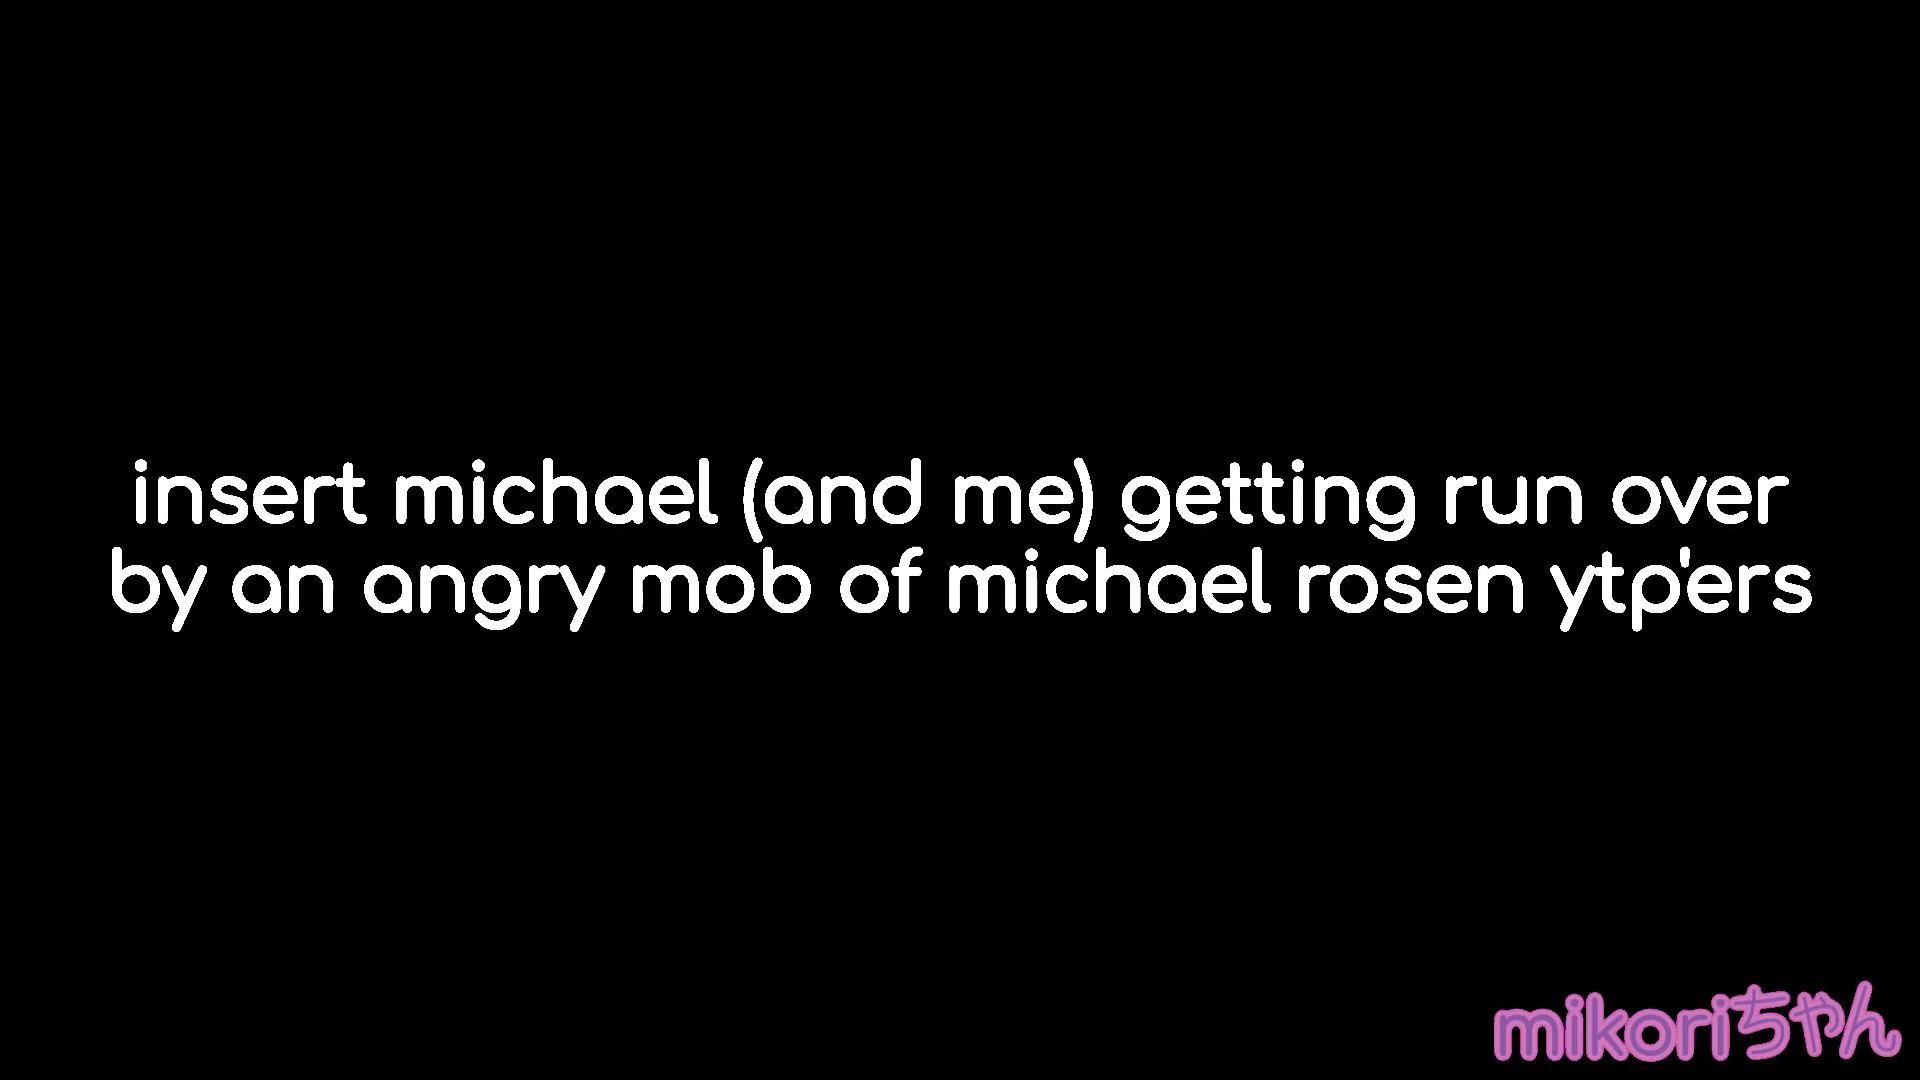 insert michael (and me) getting run over
by an angry mob of michael rosen ytp'ers
mikoriちゃん